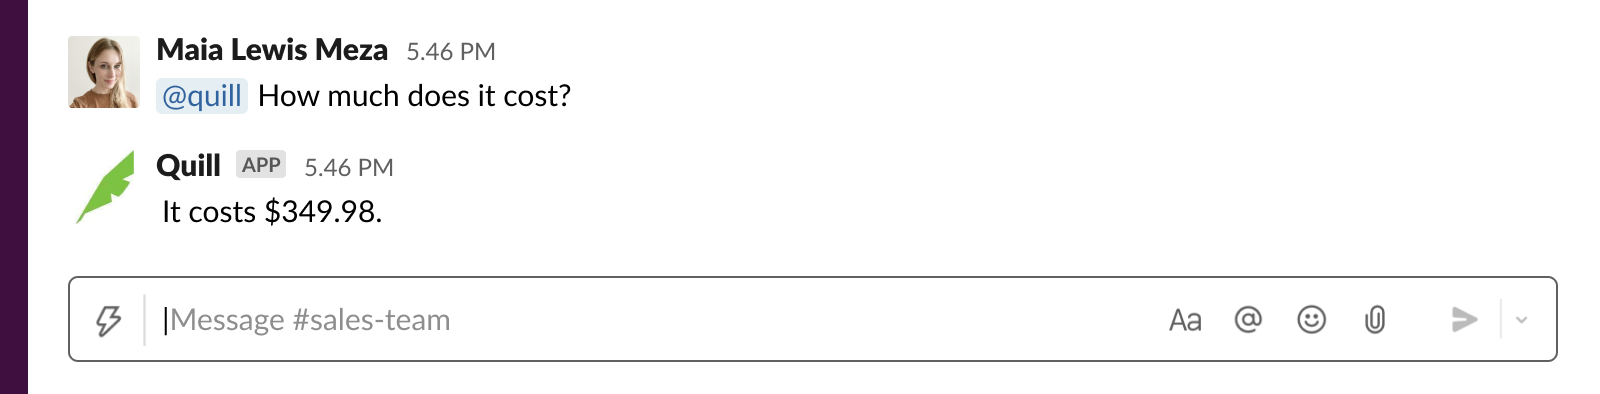 Maia Lewis Meza 5.46 PM
@quill How much does it cost?
Quill APP 5.46 PM
It costs $349.98.
Message #sales-team Aa @